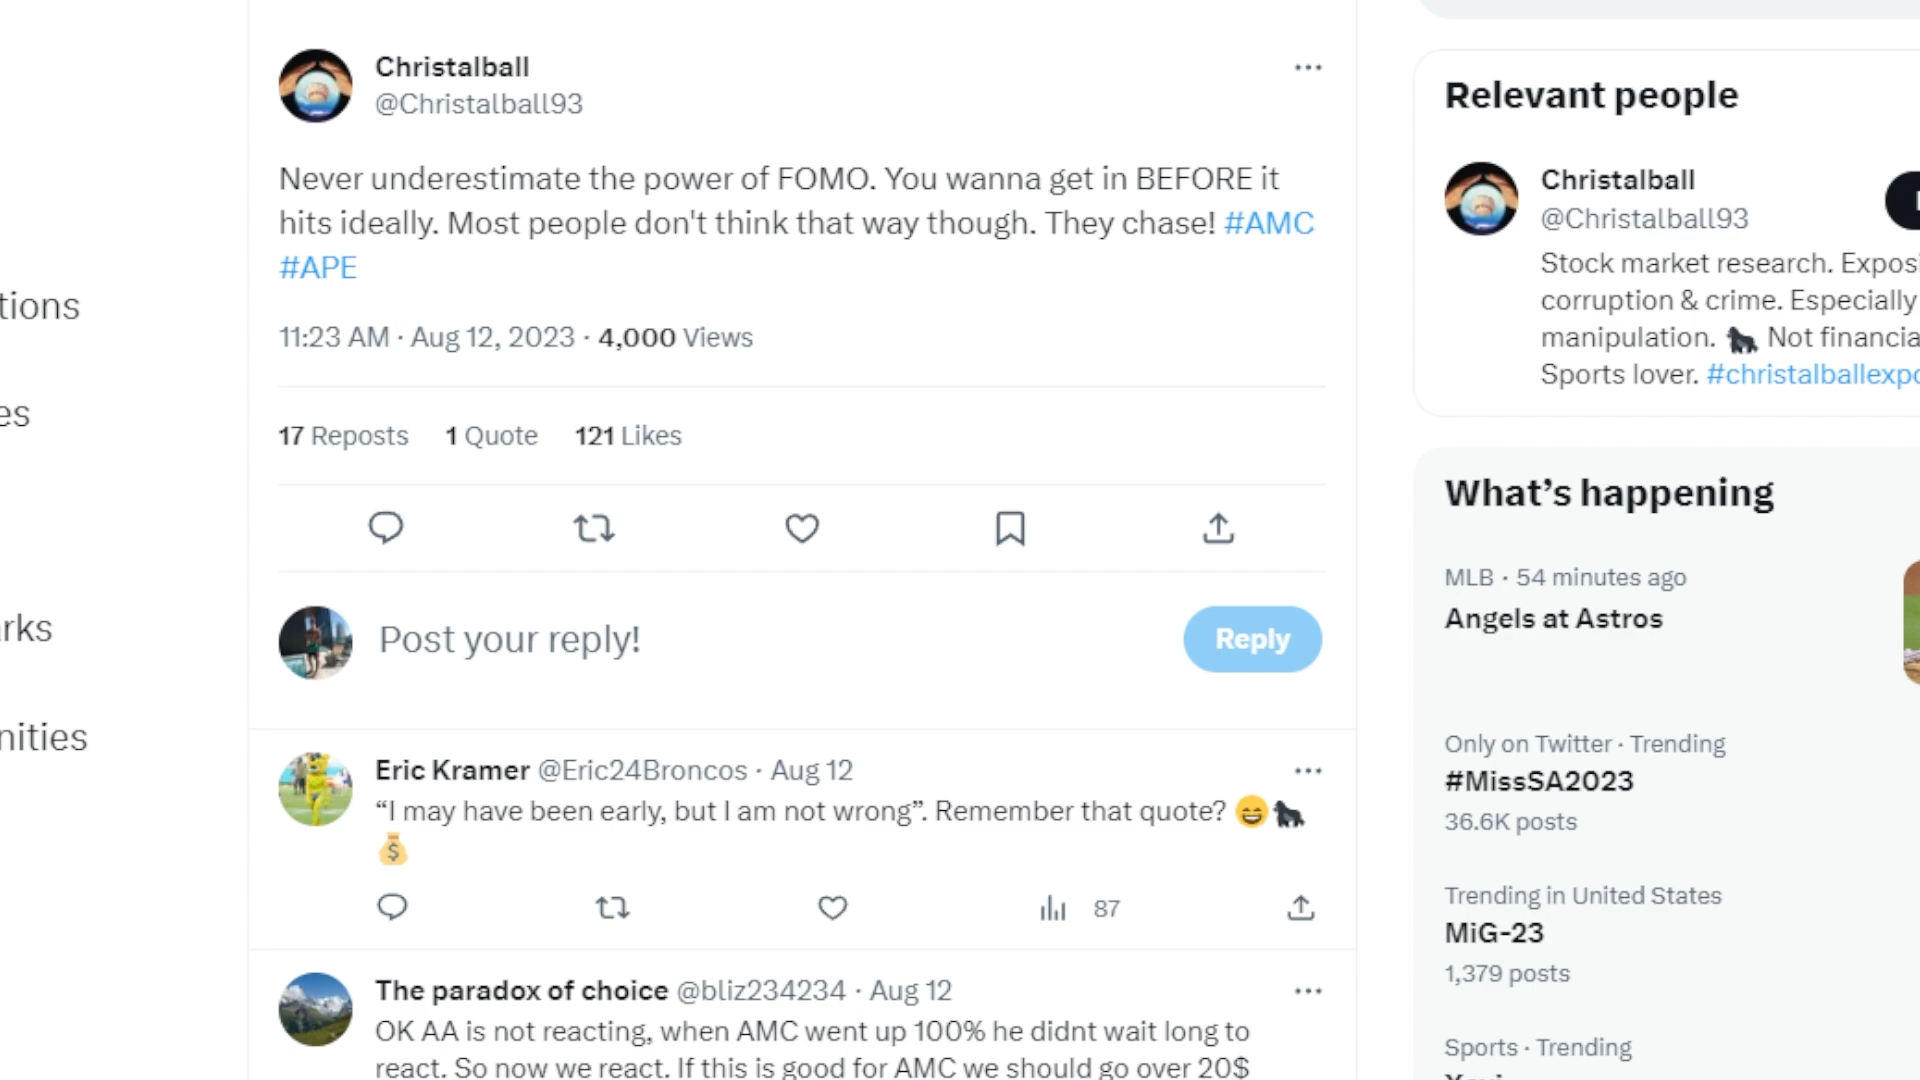 Christalball
@Christalball93
Never underestimate the power of FOMO. You wanna get in BEFORE it
hits ideally. Most people don't think that way though. They chase! #AMC
#APE
11:23 AM · Aug 12, 2023 · 4,000 Views
17 Reposts 1 Quote 121 Likes
Post your reply!
Reply
Eric Kramer @Eric24Broncos · Aug 12
“I may have been early, but I am not wrong”. Remember that quote? 😄🦍
💰
87
The paradox of choice @bliz234234 · Aug 12
OK AA is not reacting, when AMC went up 100% he didnt wait long to
react. So now we react. If this is good for AMC we should go over 20$
tions
es
rks
nities
Relevant people
Christalball
@Christalball93
Stock market research. Exposi
corruption & crime. Especially
manipulation. 🦍 Not financia
Sports lover. #christalballexpo
What’s happening
MLB · 54 minutes ago
Angels at Astros
Only on Twitter · Trending
#MissSA2023
36.6K posts
Trending in United States
MiG-23
1,379 posts
Sports · Trending